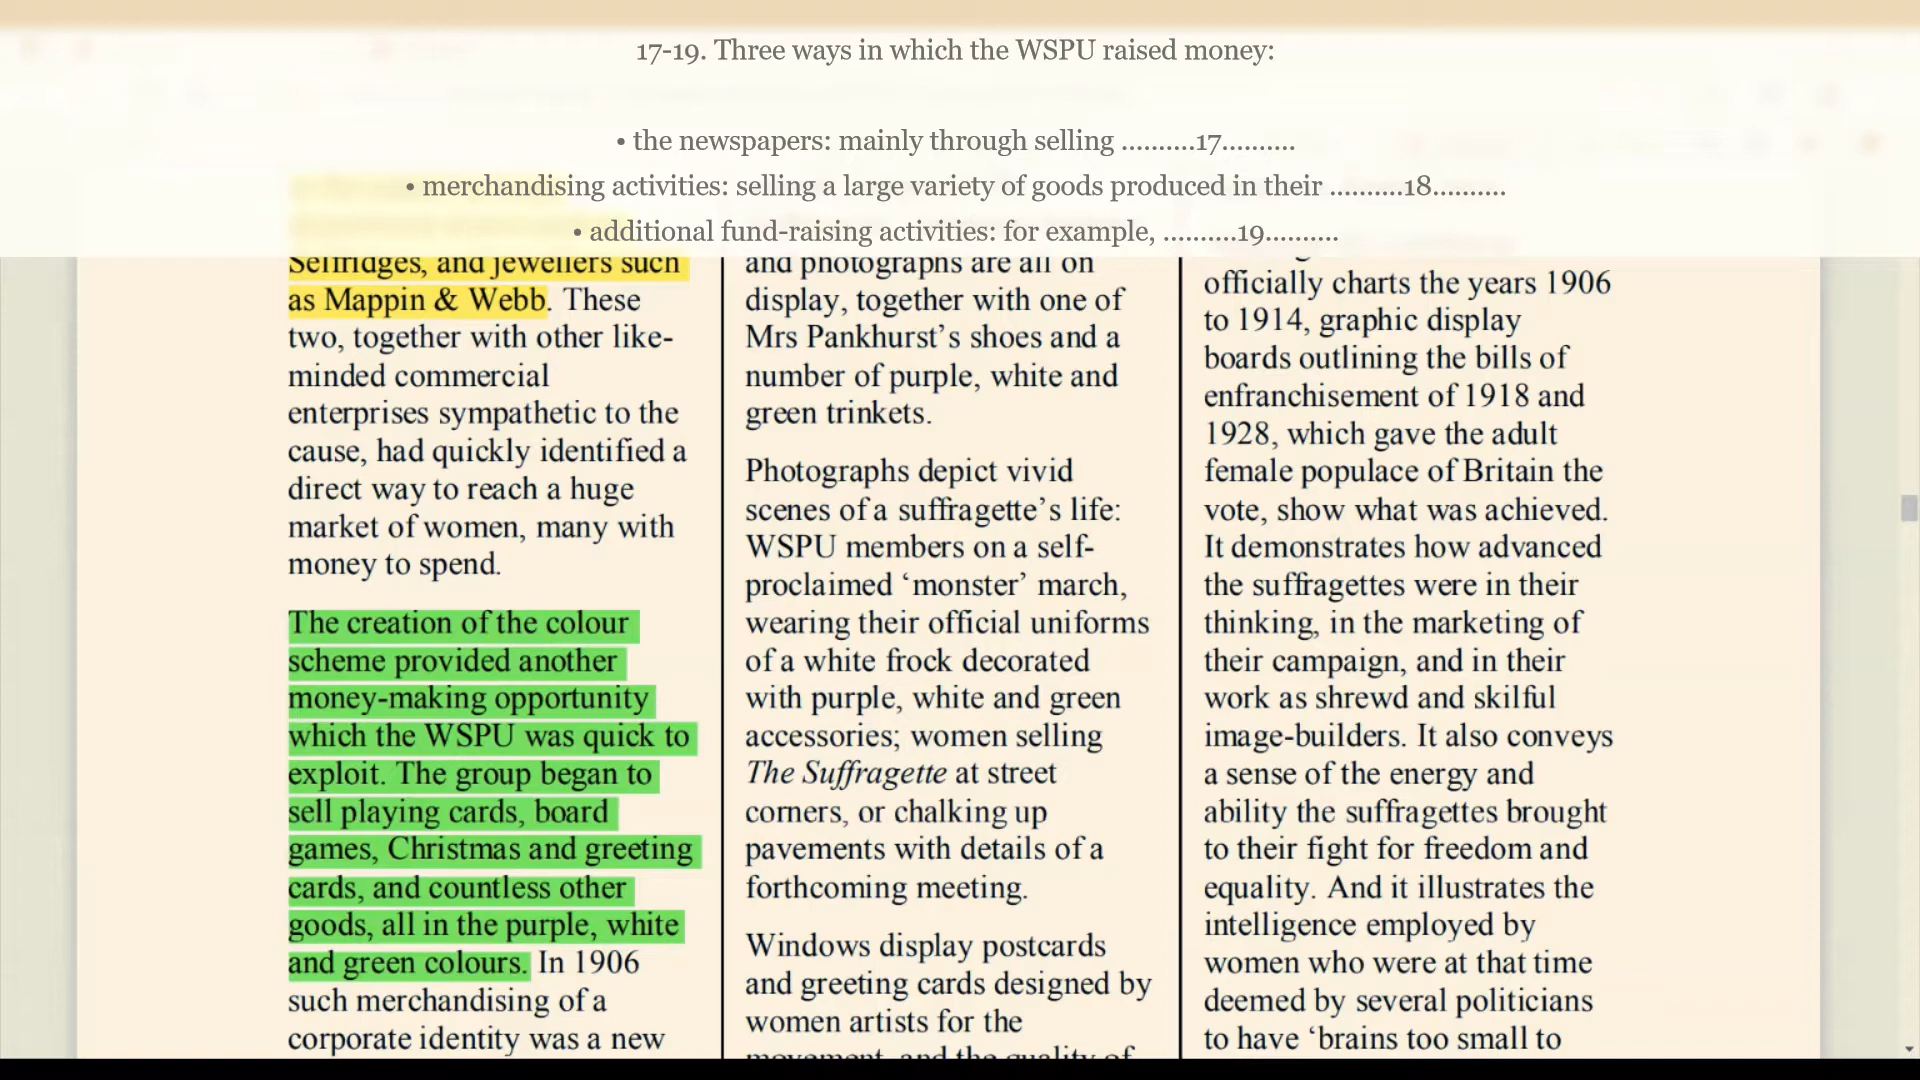 17-19. Three ways in which the WSPU raised money:
• the newspapers: mainly through selling ..........17..........
• merchandising activities: selling a large variety of goods produced in their ..........18..........
• additional fund-raising activities: for example, ..........19..........
Selfridges, and jewellers such
as Mappin & Webb. These
two, together with other like-
minded commercial
enterprises sympathetic to the
cause, had quickly identified a
direct way to reach a huge
market of women, many with
money to spend.
The creation of the colour
scheme provided another
money-making opportunity
which the WSPU was quick to
exploit. The group began to
sell playing cards, board
games, Christmas and greeting
cards, and countless other
goods, all in the purple, white
and green colours. In 1906
such merchandising of a
corporate identity was a new
and photographs are all on
display, together with one of
Mrs Pankhurst’s shoes and a
number of purple, white and
green trinkets.
Photographs depict vivid
scenes of a suffragette’s life:
WSPU members on a self-
proclaimed ‘monster’ march,
wearing their official uniforms
of a white frock decorated
with purple, white and green
accessories; women selling
The Suffragette at street
corners, or chalking up
pavements with details of a
forthcoming meeting.
Windows display postcards
and greeting cards designed by
women artists for the
movement, and the quality of
officially charts the years 1906
to 1914, graphic display
boards outlining the bills of
enfranchisement of 1918 and
1928, which gave the adult
female populace of Britain the
vote, show what was achieved.
It demonstrates how advanced
the suffragettes were in their
thinking, in the marketing of
their campaign, and in their
work as shrewd and skilful
image-builders. It also conveys
a sense of the energy and
ability the suffragettes brought
to their fight for freedom and
equality. And it illustrates the
intelligence employed by
women who were at that time
deemed by several politicians
to have ‘brains too small to